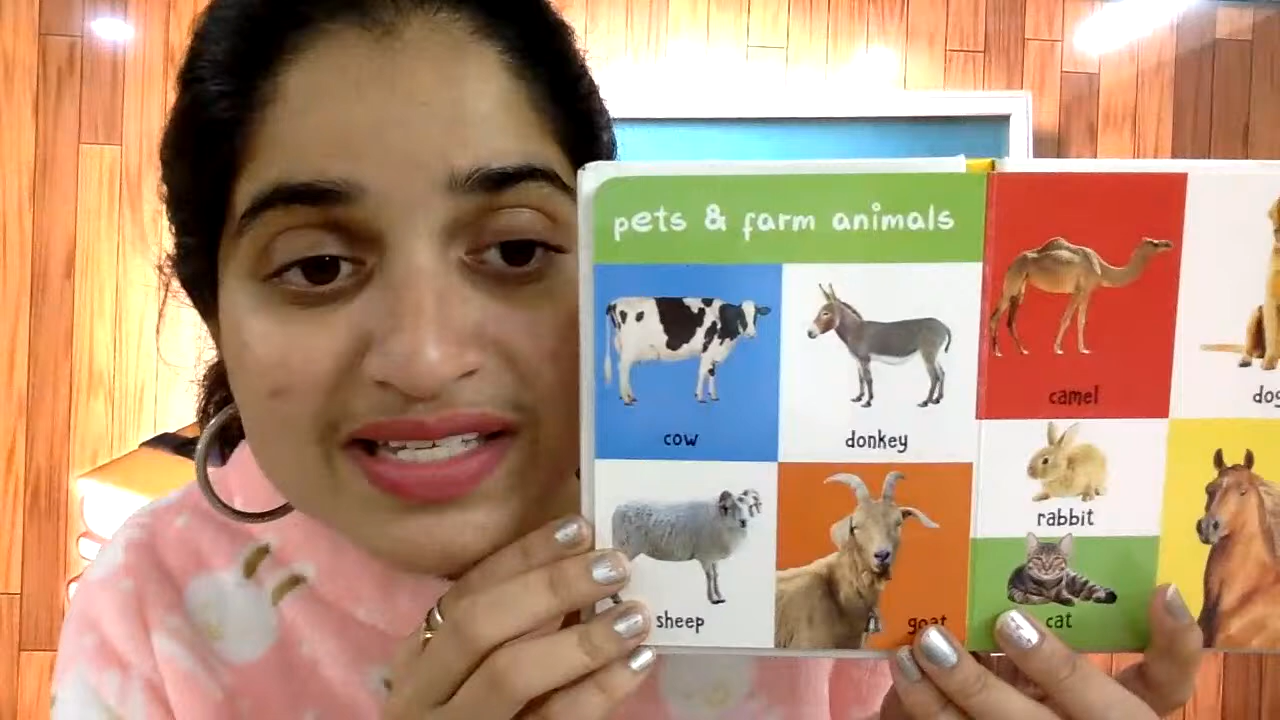 pets & farm animals
cow
donkey
sheep
goat
camel
rabbit
cat